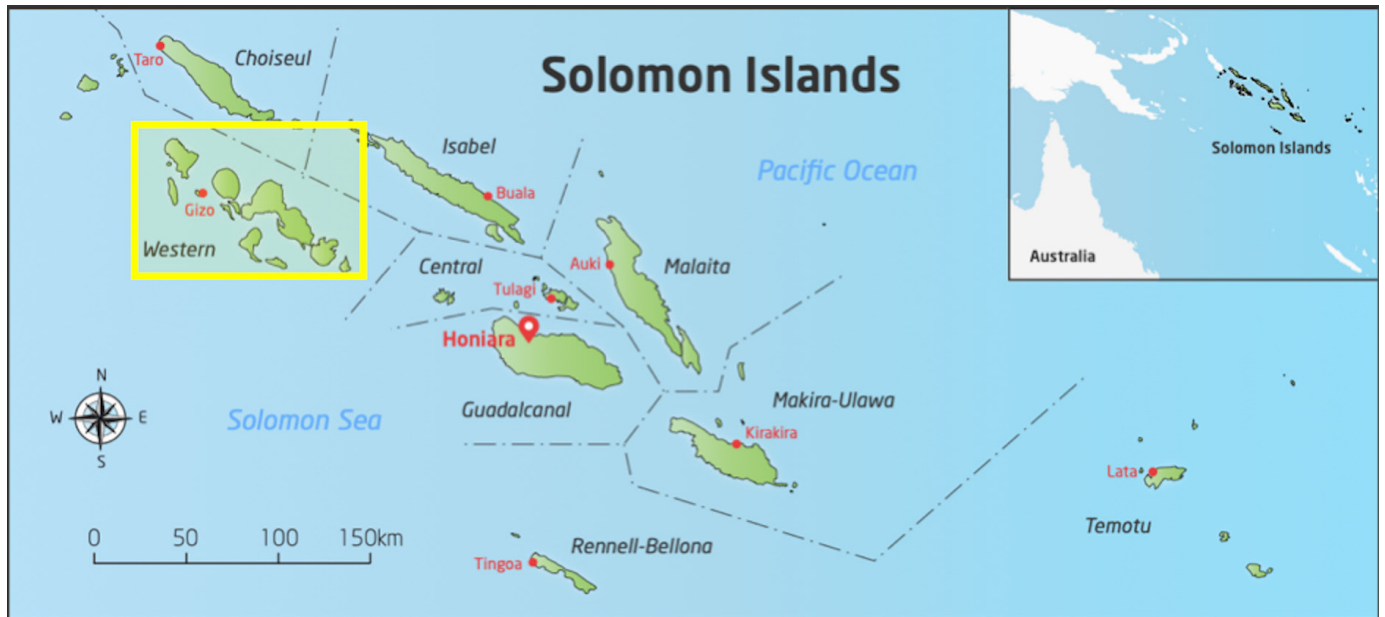 Solomon Islands
Taro
Choiseul
Isabel
Buala
Pacific Ocean
Gizo
Western
Central
Tulagi
Auki
Malaita
Honiara
Guadalcanal
Solomon Sea
Makira-Ulawa
Kirakira
Lata
Temotu
Rennell-Bellona
Tingoa
N
W E
S
0 50 100 150km
Solomon Islands
Australia